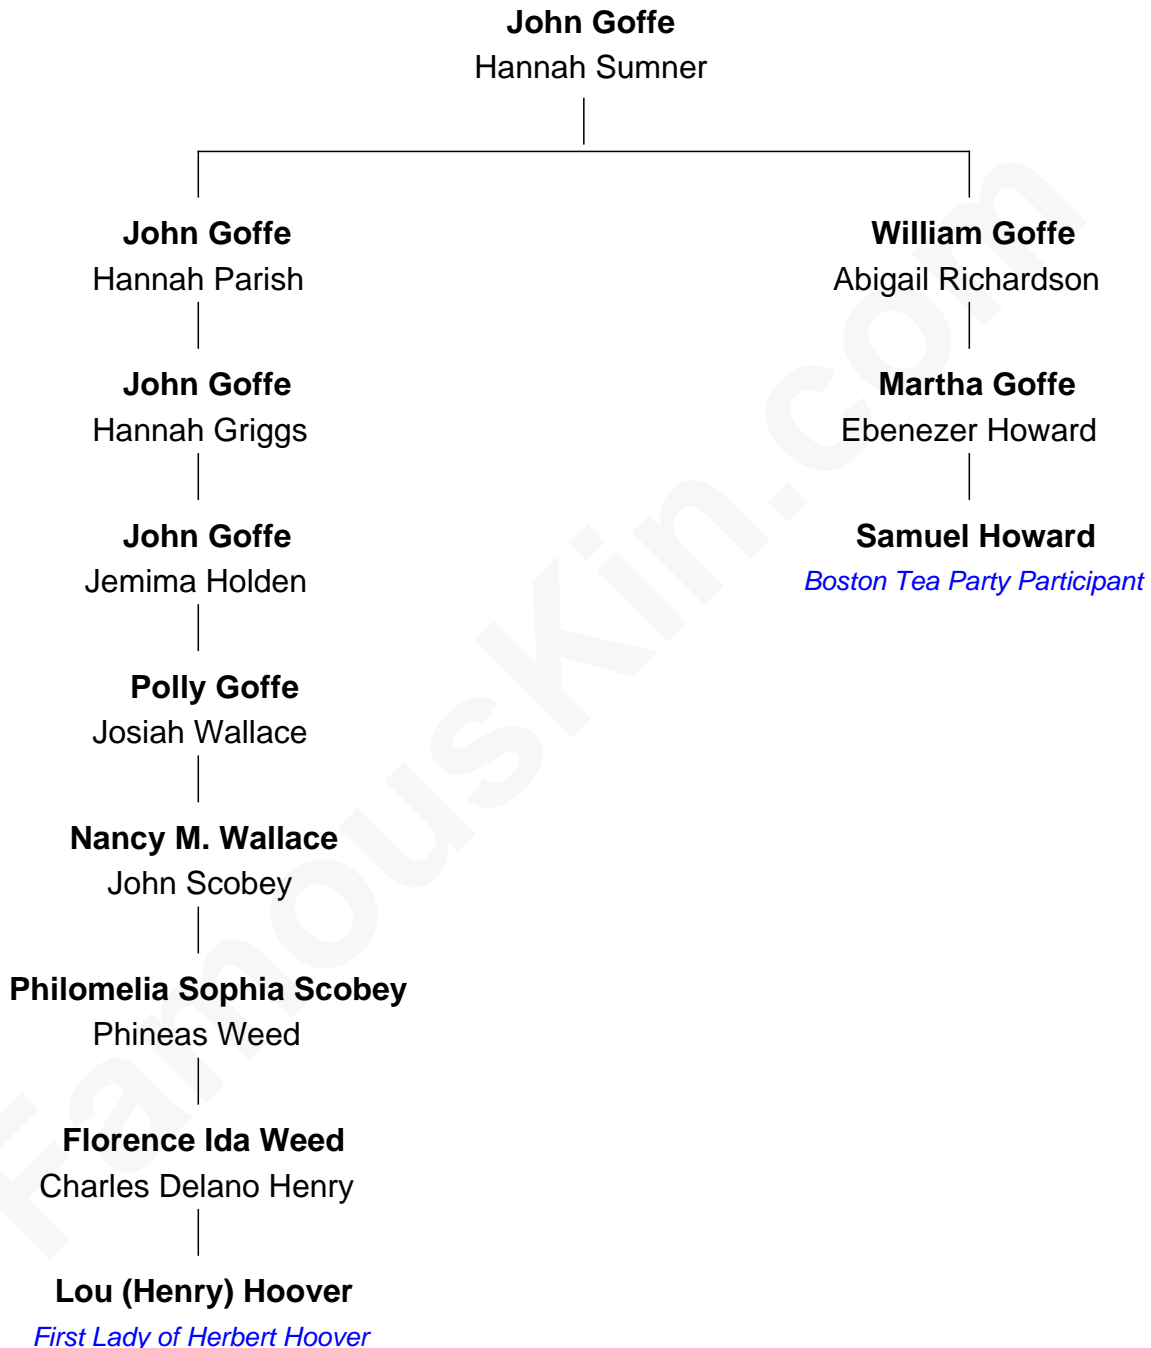 John Goffe
Hannah Sumner
John Goffe
Hannah Parish
William Goffe
Abigail Richardson
John Goffe
Hannah Griggs
Martha Goffe
Ebenezer Howard
John Goffe
Jemima Holden
Samuel Howard
Boston Tea Party Participant
Polly Goffe
Josiah Wallace
Nancy M. Wallace
John Scobey
Philomelia Sophia Scobey
Phineas Weed
Florence Ida Weed
Charles Delano Henry
Lou (Henry) Hoover
First Lady of Herbert Hoover
FamousKin.com